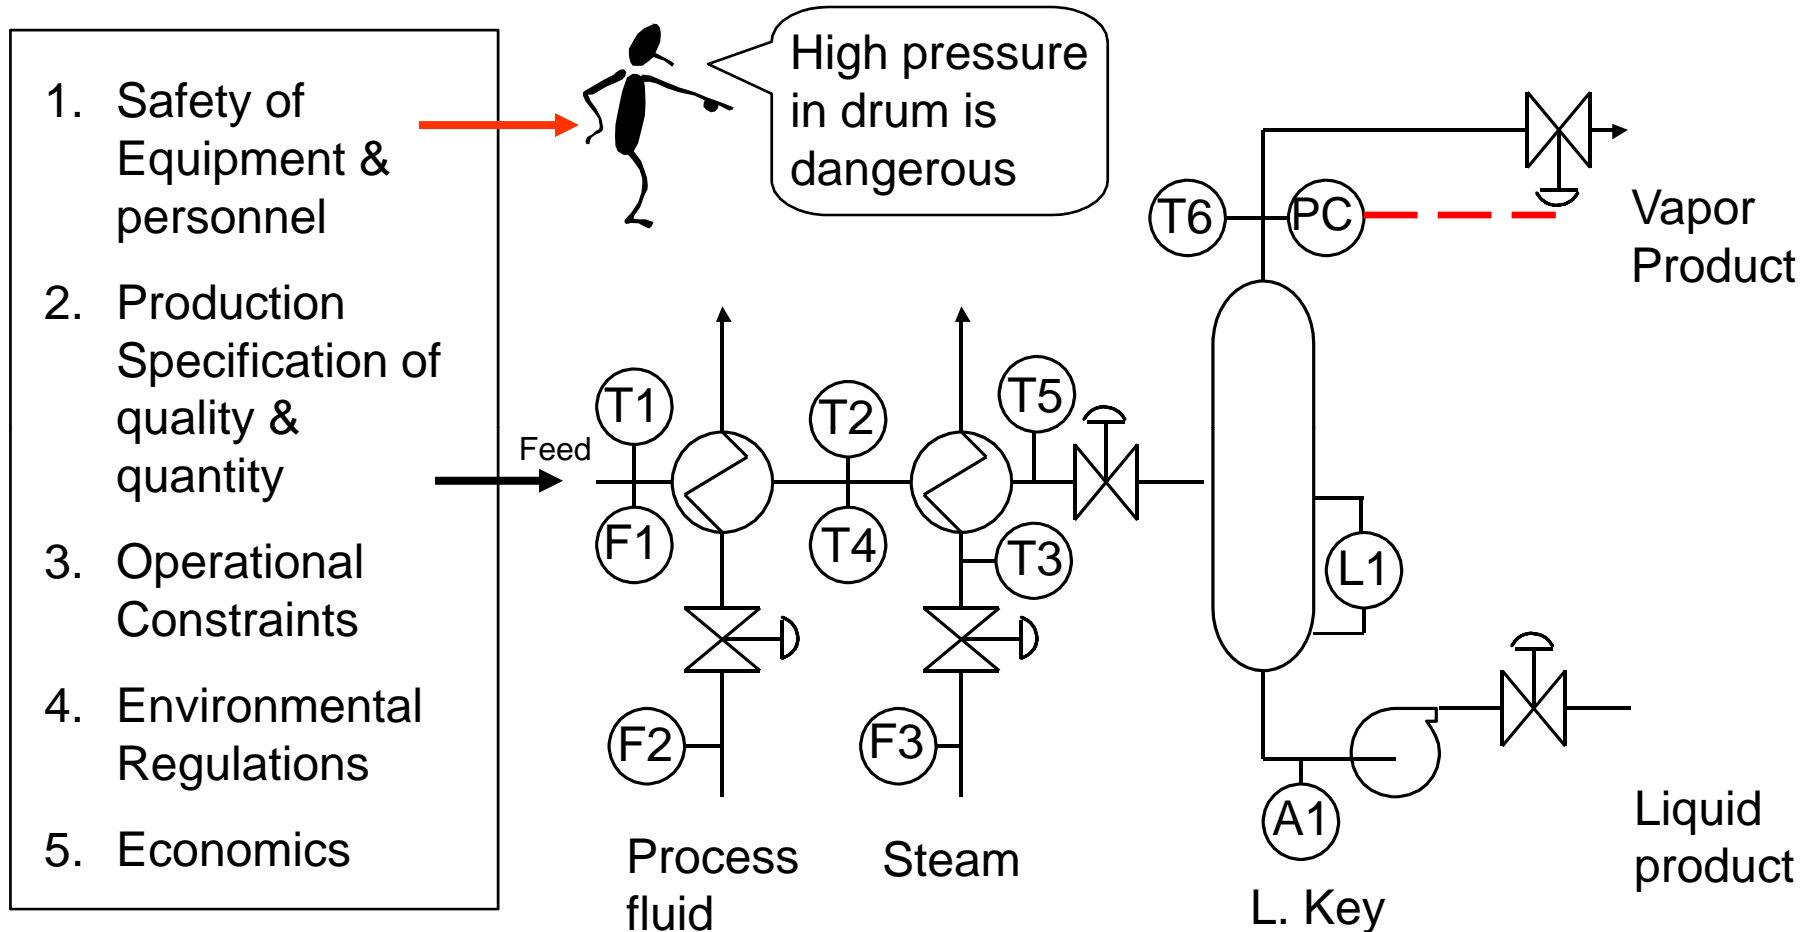 1. Safety of
Equipment &
personnel
2. Production
Specification of
quality &
quantity
3. Operational
Constraints
4. Environmental
Regulations
5. Economics
High pressure
in drum is
dangerous
Feed
T1
F1
T2
T4
T5
T3
F2
F3
T6
PC
L1
A1
Vapor
Product
Process
fluid
Steam
L. Key
Liquid
product